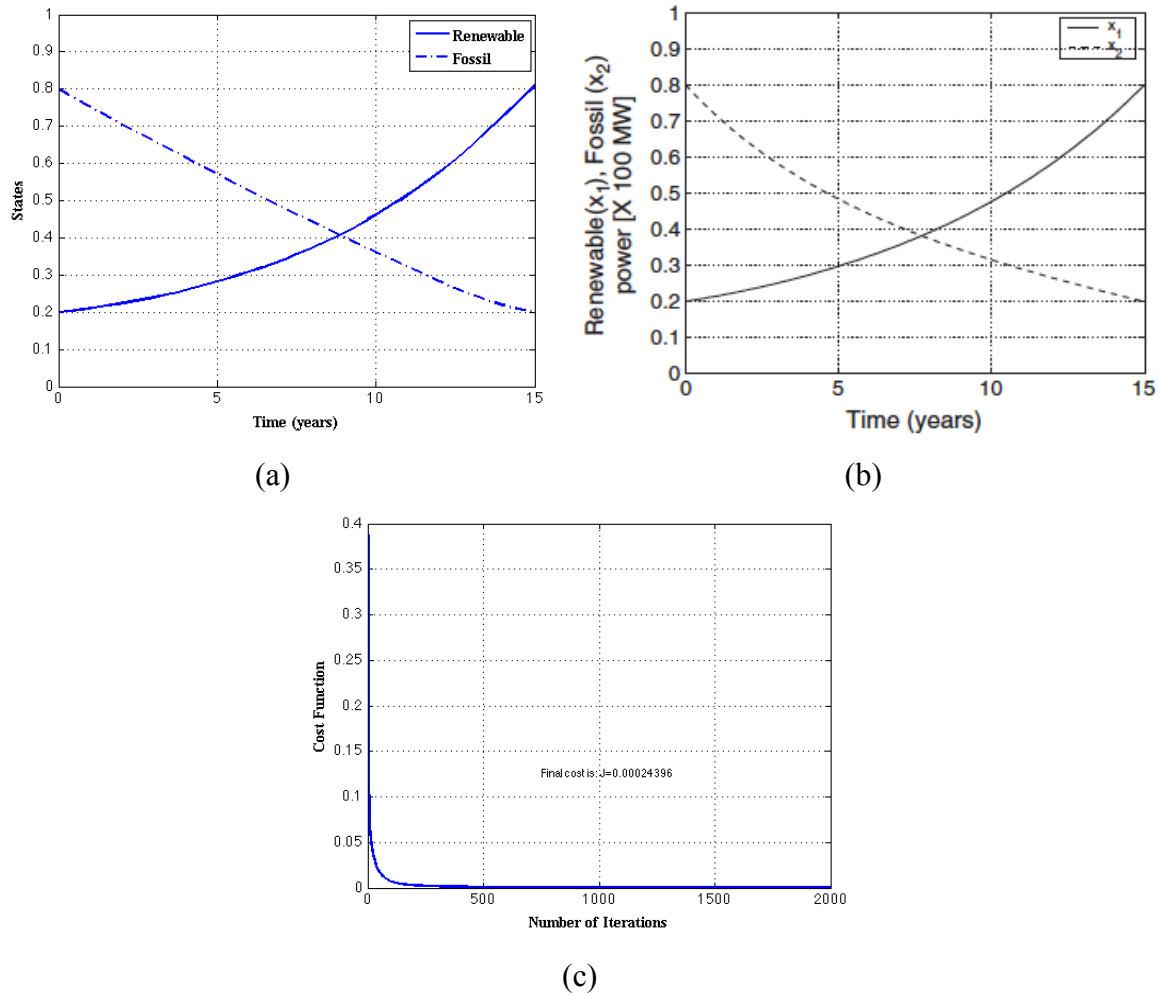 1
0.9
0.8
0.7
0.6
0.5
0.4
0.3
0.2
0.1
0
States
Renewable
Fossil
0 5 10 15
Time (years)
(a)
1
0.9
0.8
0.7
0.6
0.5
0.4
0.3
0.2
0.1
0
Renewable (x₁), Fossil (x₂)
power [X 100 MW]
x₁
x₂
0 5 10 15
Time (years)
(b)
0.4
0.35
0.3
0.25
0.2
0.15
0.1
0.05
0
Cost Function
Final cost is: J=0.00024396
0 500 1000 1500 2000
Number of Iterations
(c)